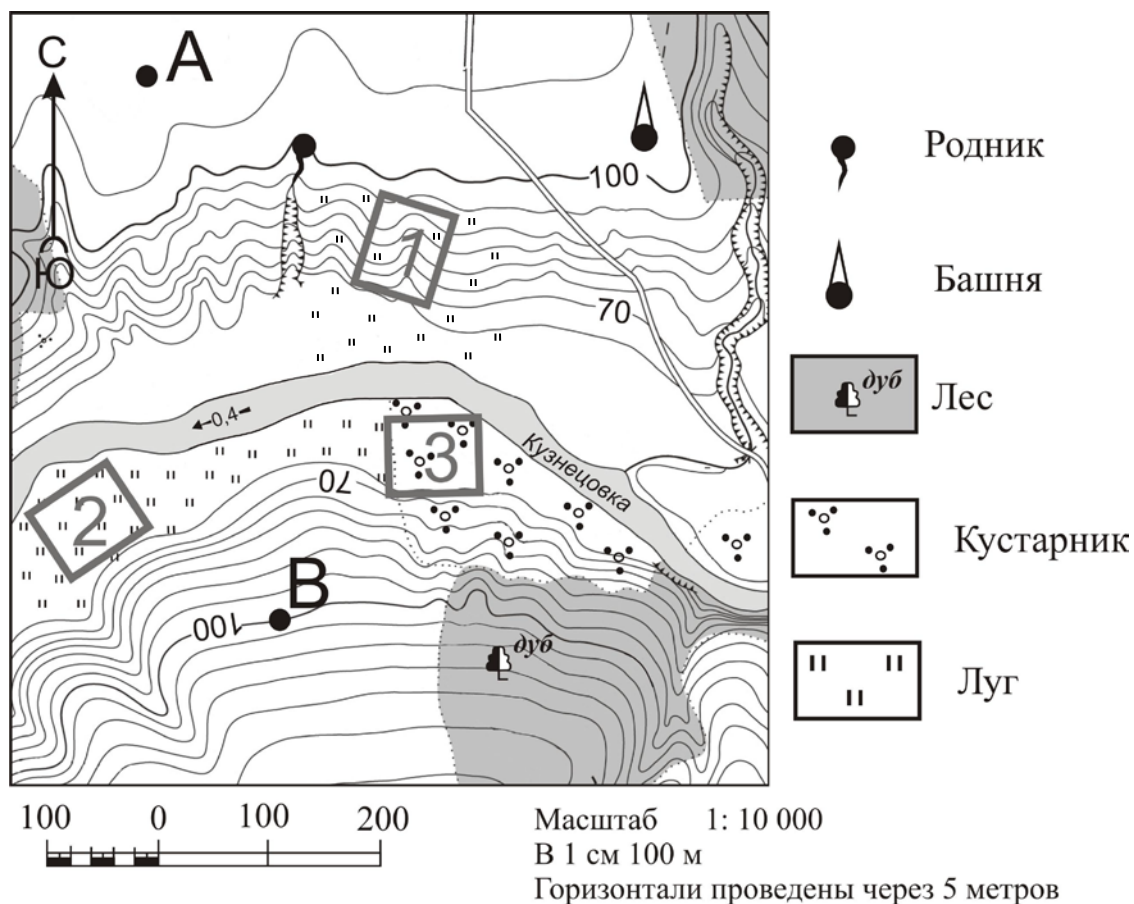 С
А
Родник
100
Башня
1
Ю
70
дуб
Лес
0,4
3
Кузнецовка
70
2
Кустарник
В
100
дуб
Луг
100 0 100 200
Масштаб 1: 10 000
В 1 см 100 м
Горизонтали проведены через 5 метров